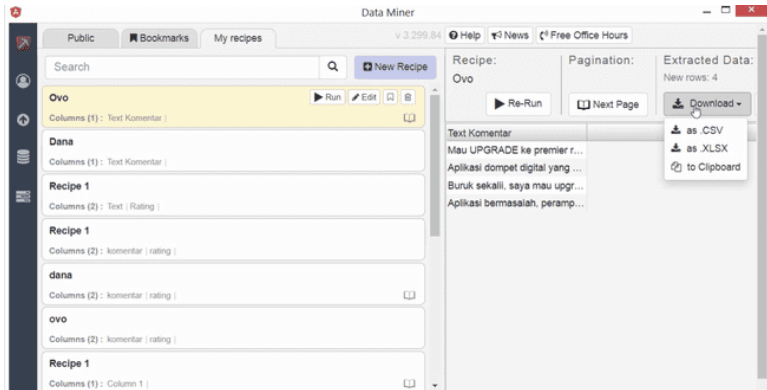 Data Miner
Public
Bookmarks
My recipes
v 3.299.84
Help
News
Free Office Hours
Search
New Recipe
Ovo
Run
Edit
Columns (1) : Text Komentar |
Dana
Columns (1) : Text Komentar |
Recipe 1
Columns (2) : Text | Rating |
Recipe 1
Columns (2) : komentar | rating |
dana
Columns (2) : komentar | rating |
ovo
Columns (2) : komentar | rating |
Recipe 1
Columns (1) : Column 1 |
Recipe:
Ovo
Re-Run
Pagination:
Next Page
Extracted Data:
New rows: 4
Download
as .CSV
as .XLSX
to Clipboard
Text Komentar
Mau UPGRADE ke premier r...
Aplikasi dompet digital yang ...
Buruk sekalii, saya mau upgr...
Aplikasi bermasalah, peramp...